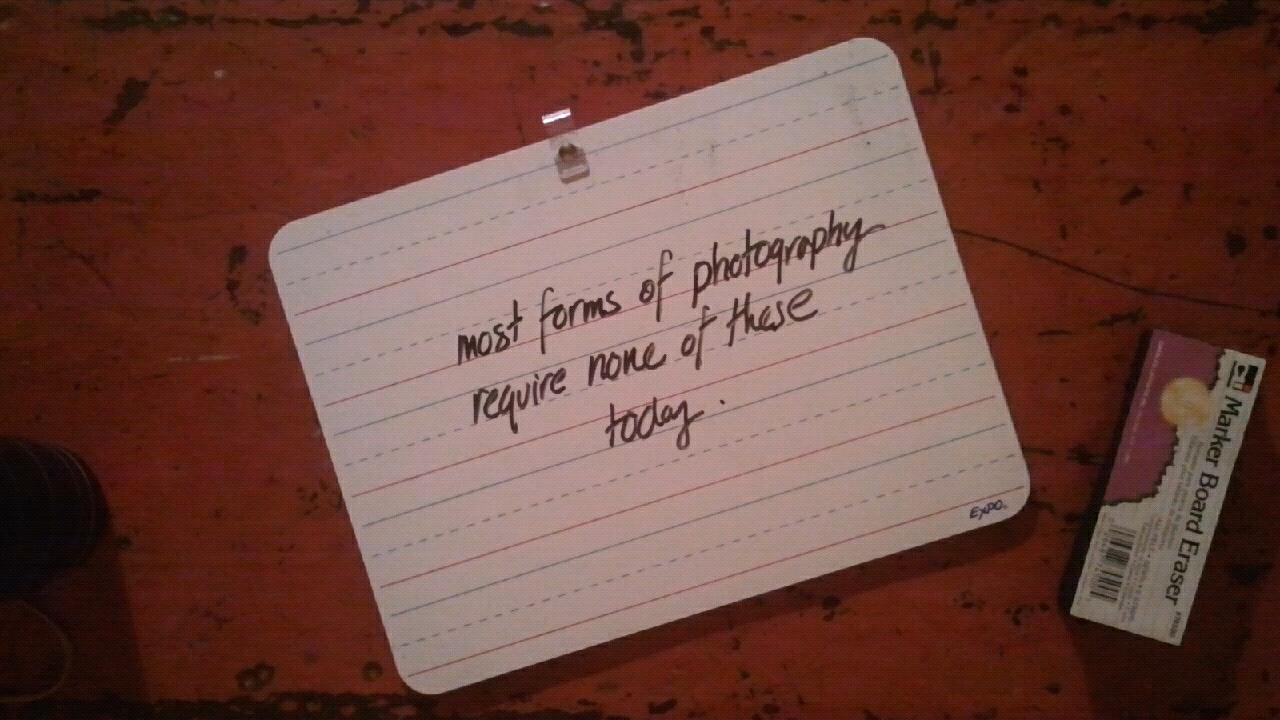 most forms of photography
require none of these
today.
EXPO.
Marker Board Eraser